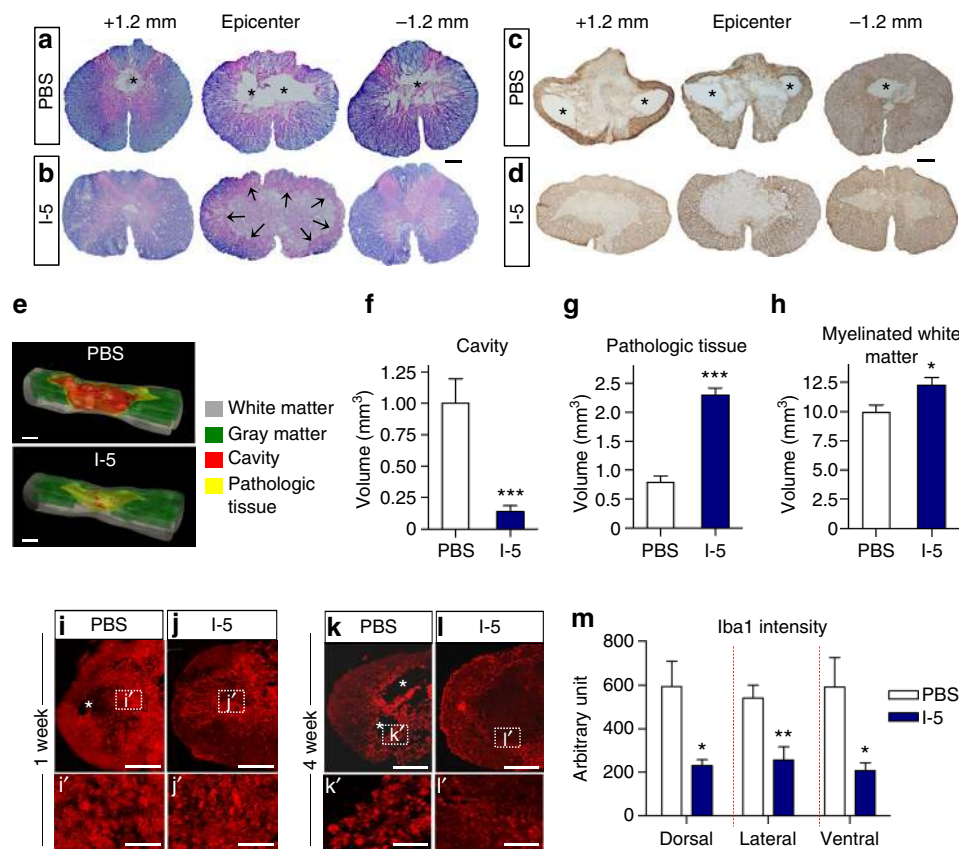 +1.2 mm Epicenter −1.2 mm
a
PBS
* * * *
b
I-5
+1.2 mm Epicenter −1.2 mm
c
PBS
* * * * *
d
I-5
e
PBS
I-5
White matter
Gray matter
Cavity
Pathologic
tissue
f
Cavity
Volume (mm³)
1.25
1.00
0.75
0.50
0.25
0
***
PBS I-5
g
Pathologic tissue
Volume (mm³)
2.5
2.0
1.5
0.9
0.5
0
***
PBS I-5
h
Myelinated white
matter
Volume (mm³)
12.5
10.0
7.5
5.0
2.5
0
*
PBS I-5
1 week
i PBS
*
i′
j I-5
j′
i′
j′
4 week
k PBS
*
*
k′
l I-5
l′
k′
l′
m
Iba1 intensity
Arbitrary unit
800
600
400
200
0
* ** *
Dorsal Lateral Ventral
PBS
I-5